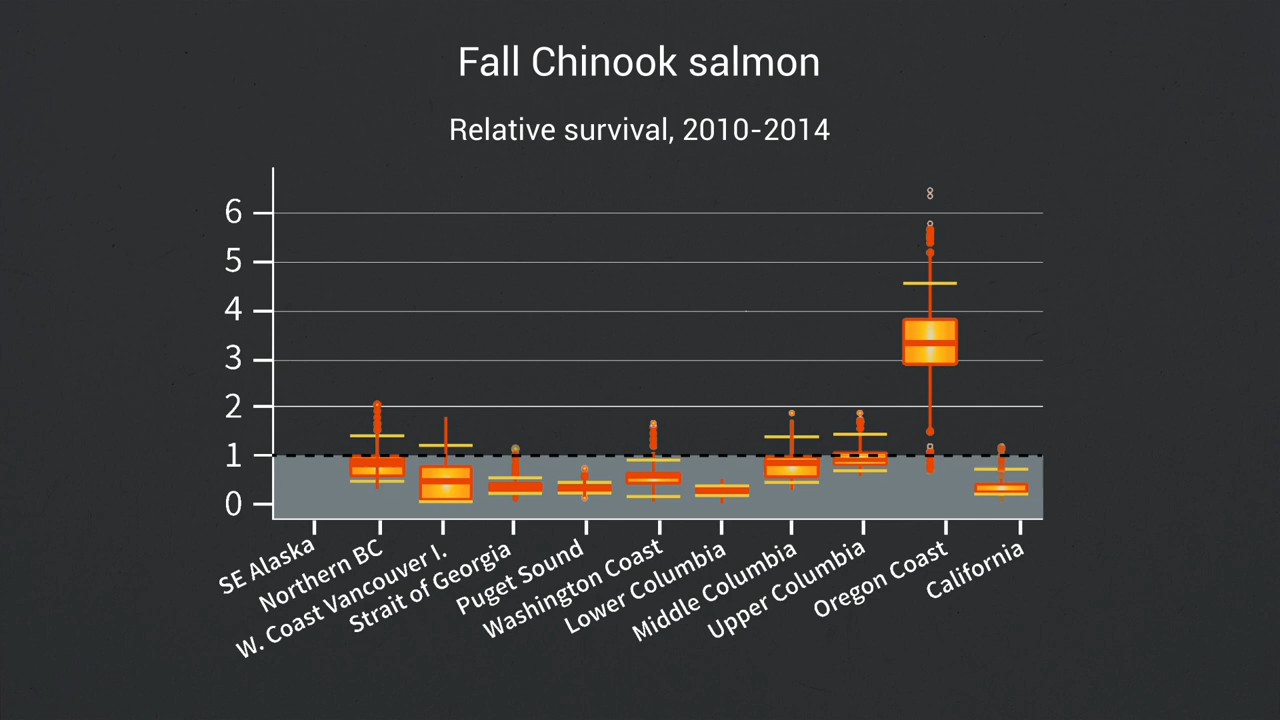 Fall Chinook salmon
Relative survival, 2010-2014
6
5
4
3
2
1
0
SE Alaska
Northern BC
W. Coast Vancouver I.
Strait of Georgia
Puget Sound
Washington Coast
Lower Columbia
Middle Columbia
Upper Columbia
Oregon Coast
California